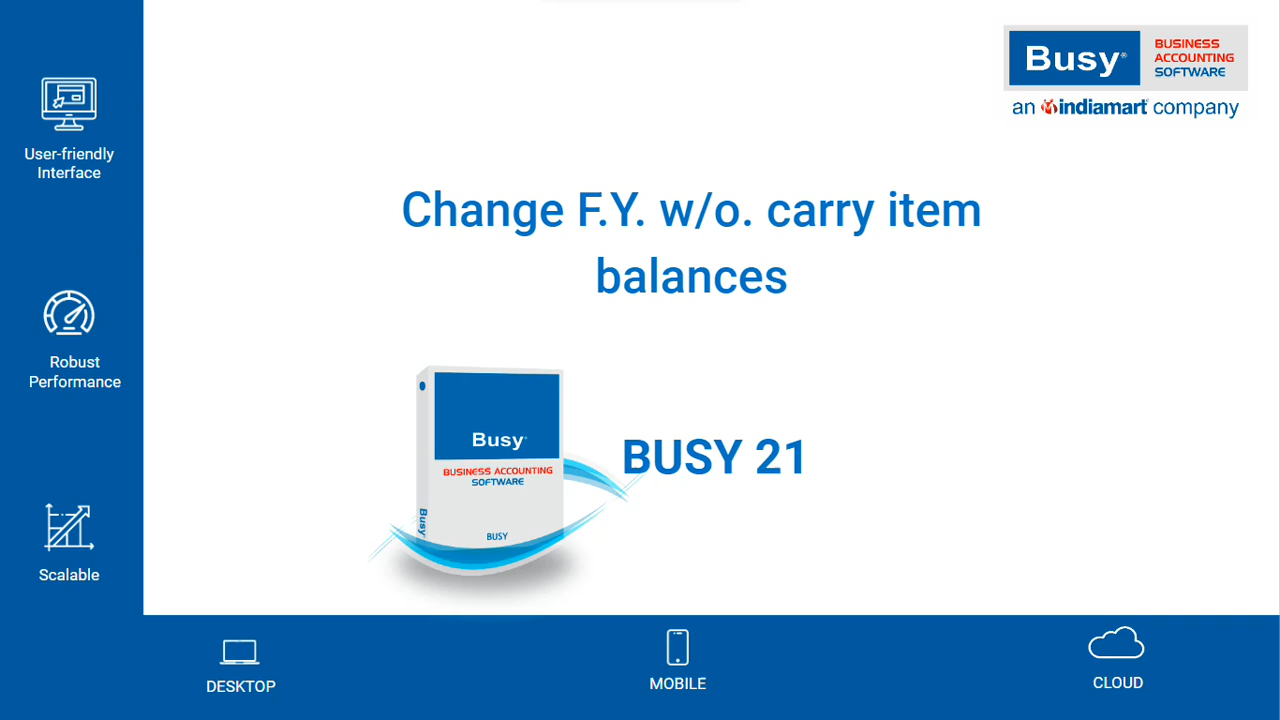 Busy®
BUSINESS
ACCOUNTING
SOFTWARE
an indiamart company
User-friendly
Interface
Robust
Performance
Scalable
Change F.Y. w/o. carry item
balances
Busy
BUSINESS ACCOUNTING
SOFTWARE
Busy
BUSY
BUSY 21
DESKTOP
MOBILE
CLOUD